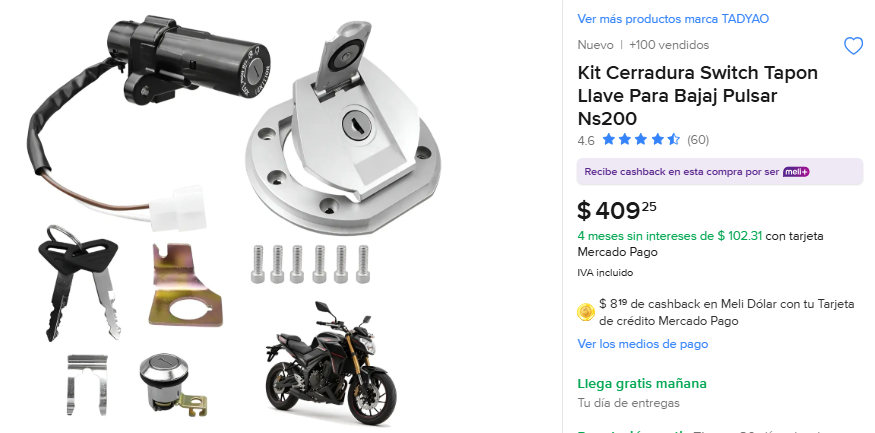 Ver más productos marca TADYAO
Nuevo | +100 vendidos
Kit Cerradura Switch Tapon
Llave Para Bajaj Pulsar
Ns200
4.6 (60)
Recibe cashback en esta compra por ser meli+
$ 409 25
4 meses sin intereses de $ 102.31 con tarjeta
Mercado Pago
IVA incluido
$ 8 19 de cashback en Meli Dólar con tu Tarjeta
de crédito Mercado Pago
Ver los medios de pago
Llega gratis mañana
Tu día de entregas